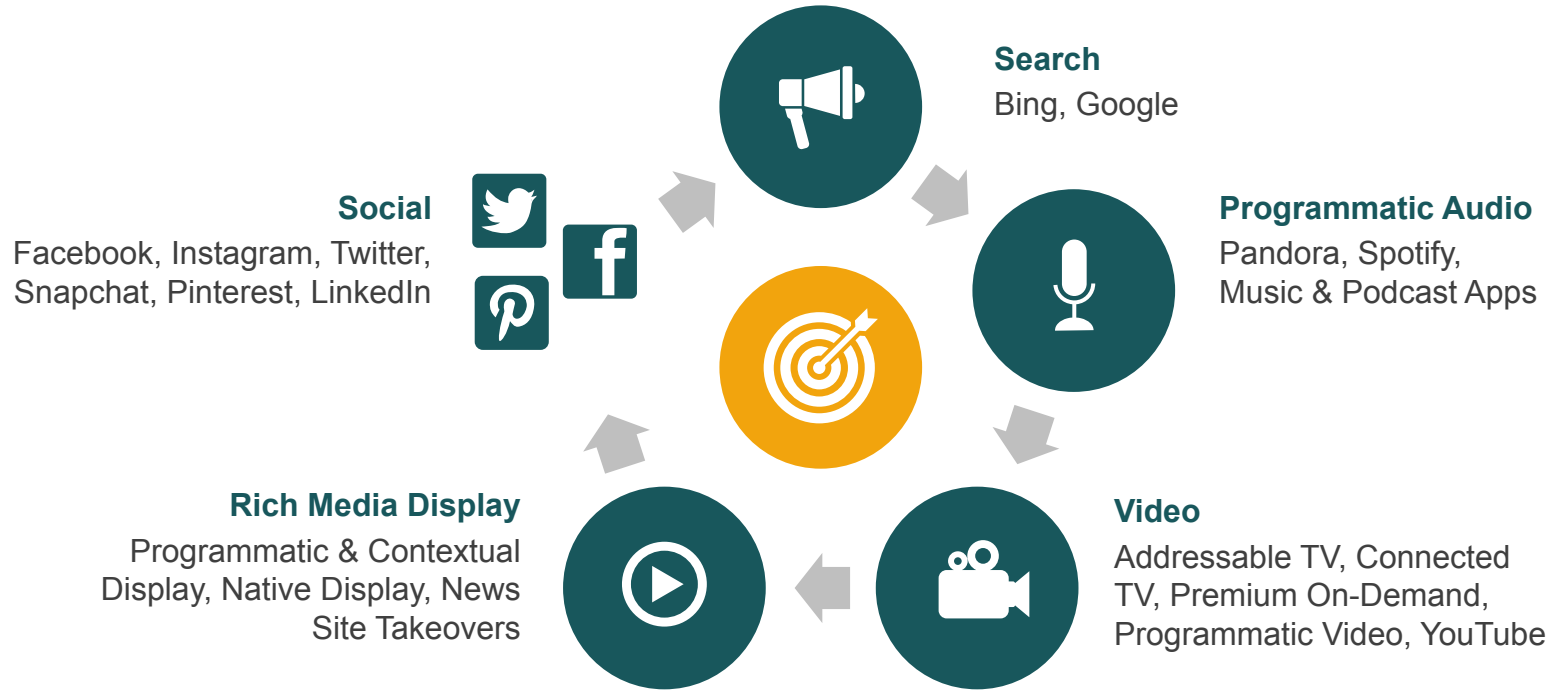 Search
Bing, Google
Programmatic Audio
Pandora, Spotify,
Music & Podcast Apps
Video
Addressable TV, Connected
TV, Premium On-Demand,
Programmatic Video, YouTube
Rich Media Display
Programmatic & Contextual
Display, Native Display, News
Site Takeovers
Social
Facebook, Instagram, Twitter,
Snapchat, Pinterest, LinkedIn